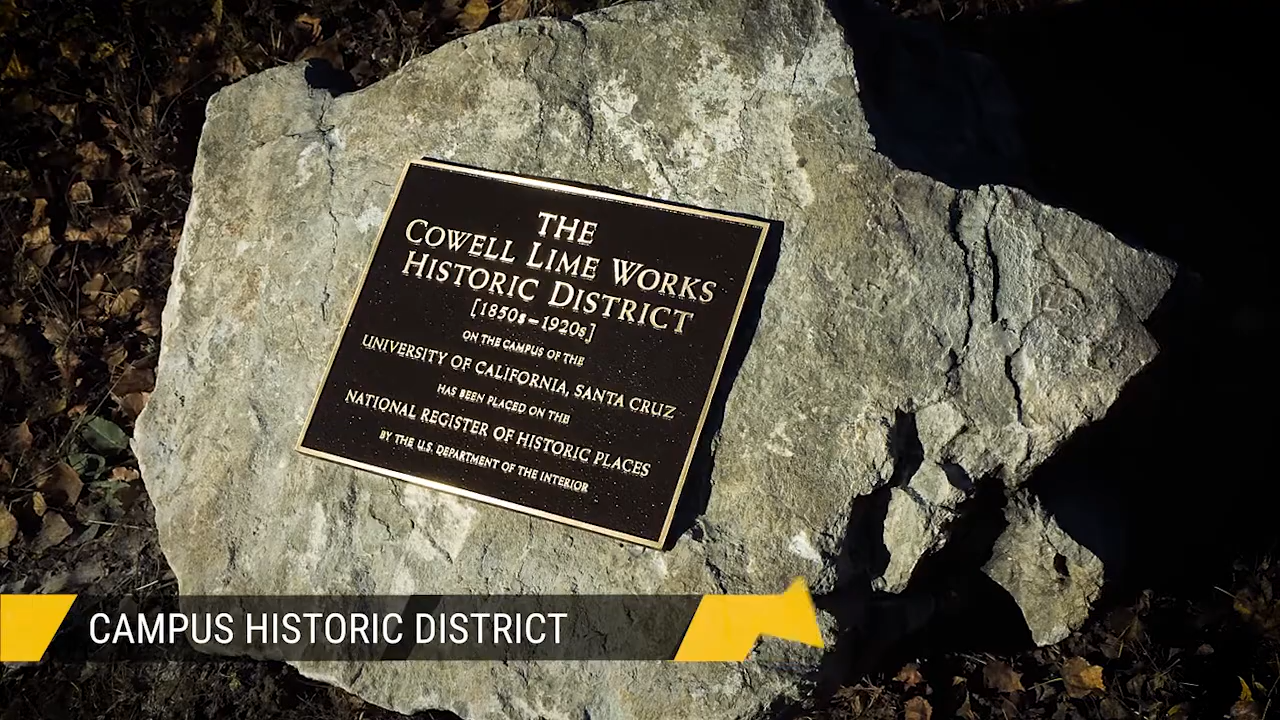 THE
COWELL LIME WORKS
HISTORIC DISTRICT
[1850s–1920s]
ON THE CAMPUS OF THE
UNIVERSITY OF CALIFORNIA, SANTA CRUZ
HAS BEEN PLACED ON THE
NATIONAL REGISTER OF HISTORIC PLACES
BY THE U.S. DEPARTMENT OF THE INTERIOR
CAMPUS HISTORIC DISTRICT